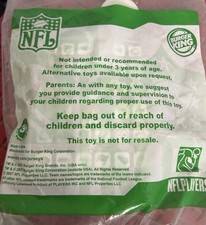 NFL
BURGER
KING
Not intended or recommended
for children under 3 years of age.
Alternative toys available upon request.
Parents: As with any toy, we suggest
you provide guidance and supervision to
your children regarding proper use of this toy.
Keep bag out of reach of
children and discard properly.
This toy is not for resale.
NFLPLAYERS